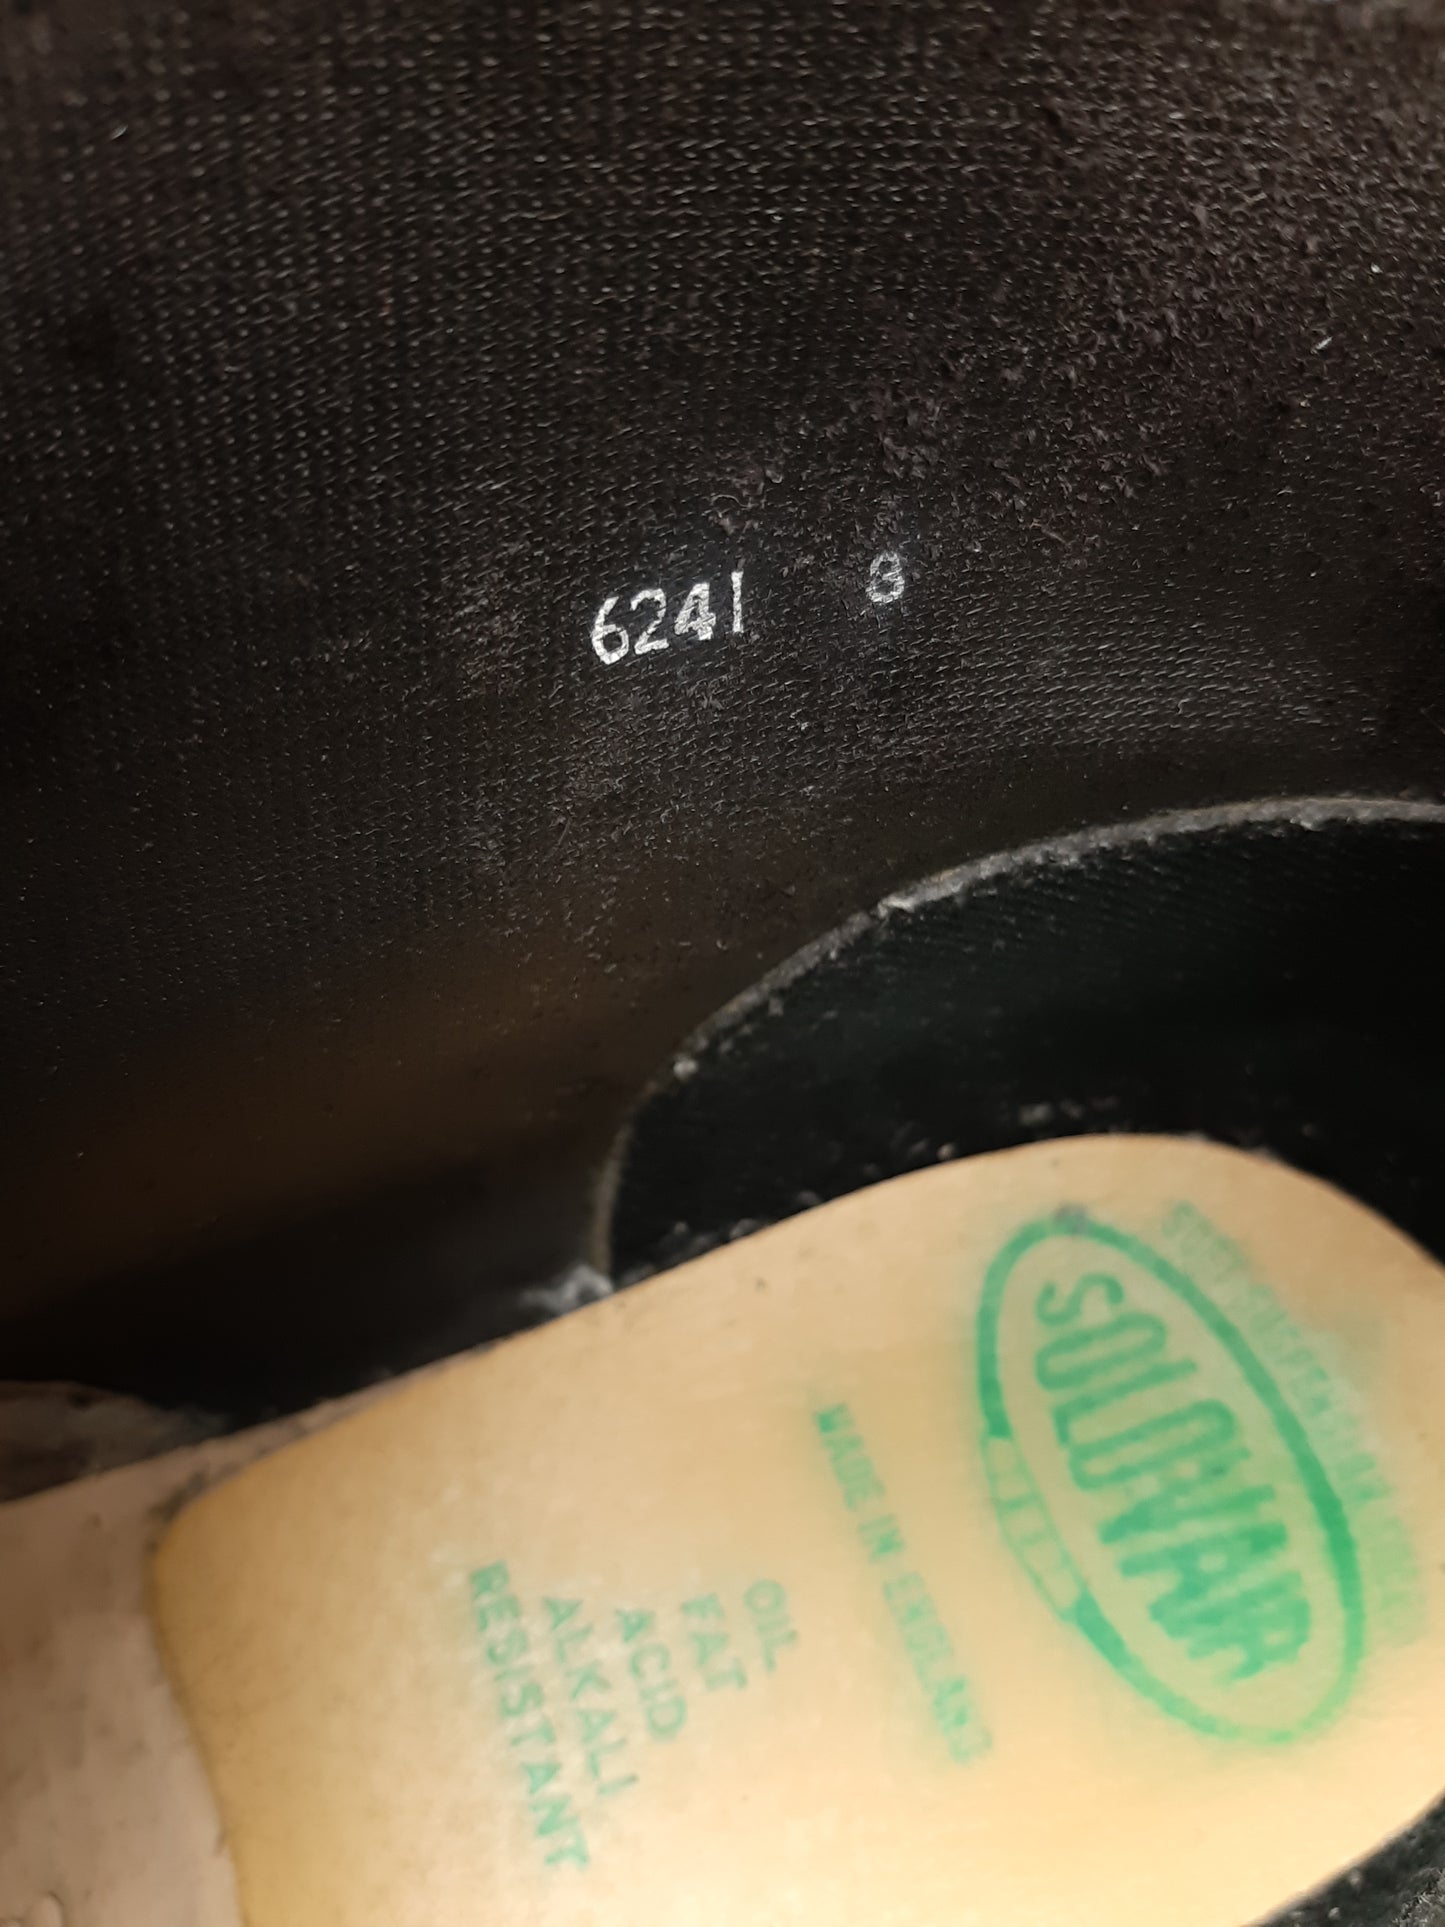 6241 8
SOLOVAIR
MADE IN ENGLAND
OIL
FAT
ACID
ALKALI
RESISTANT